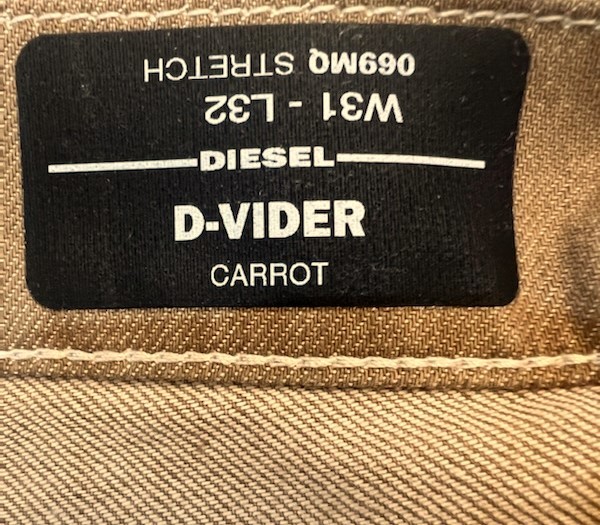 069MQ STRETCH
W31 - L32
DIESEL
D-VIDER
CARROT